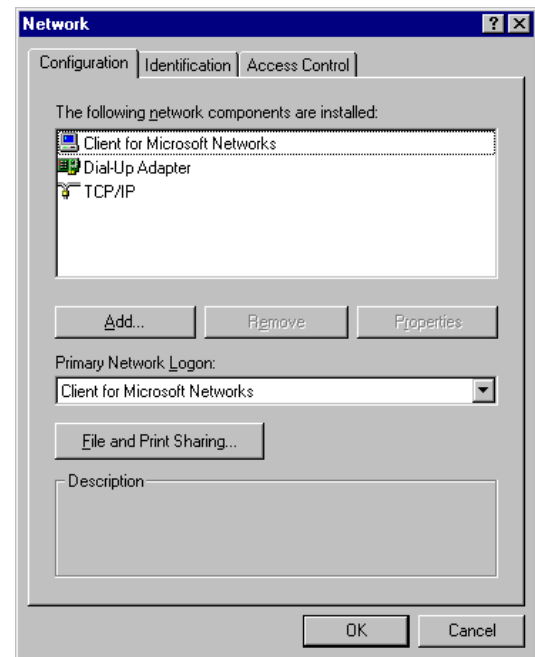 Network
Configuration Identification Access Control
The following network components are installed:
Client for Microsoft Networks
Dial-Up Adapter
TCP/IP
Add... Remove Properties
Primary Network Logon:
Client for Microsoft Networks
File and Print Sharing...
Description
OK Cancel